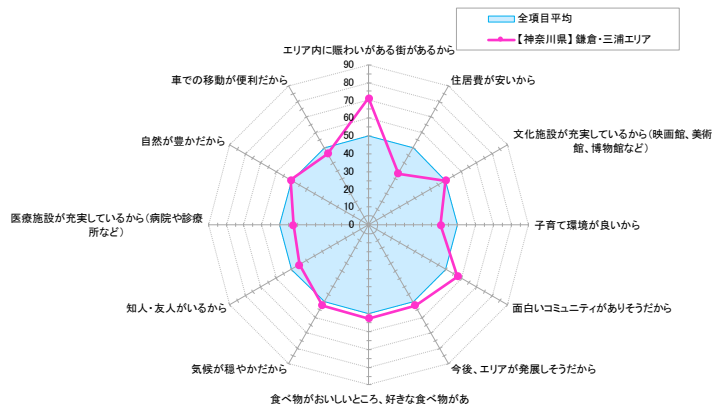 全項目平均
【神奈川県】鎌倉・三浦エリア
エリア内に賑わいがある街があるから
住居費が安いから
文化施設が充実しているから(映画館、美術
館、博物館など)
子育て環境が良いから
面白いコミュニティがありそうだから
今後、エリアが発展しそうだから
食べ物がおいしいところ、好きな食べ物があ
気候が穏やかだから
知人・友人がいるから
医療施設が充実しているから(病院や診療
所など)
自然が豊かだから
車での移動が便利だから
90
80
70
60
50
40
30
20
10
0